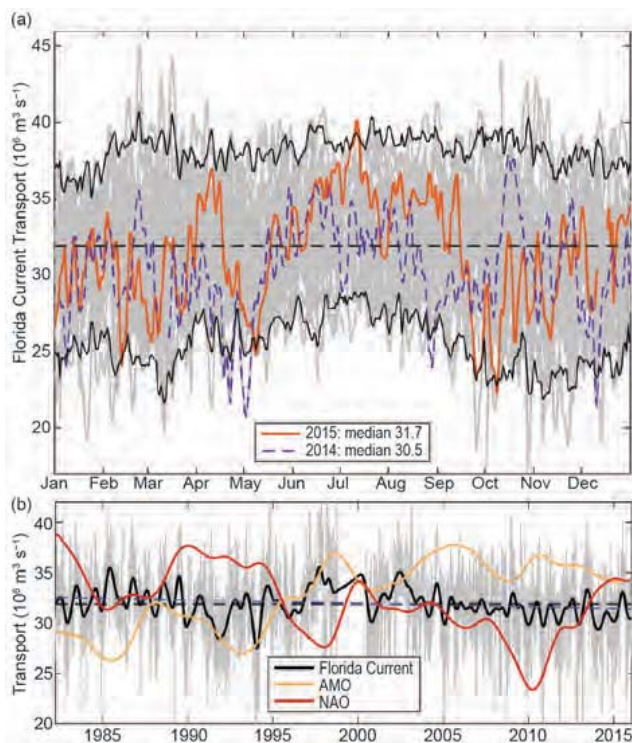 (a)
45
40
35
30
25
20
Florida Current Transport (10⁶ m³ s⁻¹)
2015: median 31.7
2014: median 30.5
Jan Feb Mar Apr May Jun Jul Aug Sep Oct Nov Dec
(b)
40
35
30
25
20
Transport (10⁶ m³ s⁻¹)
Florida Current
AMO
NAO
1985 1990 1995 2000 2005 2010 2015